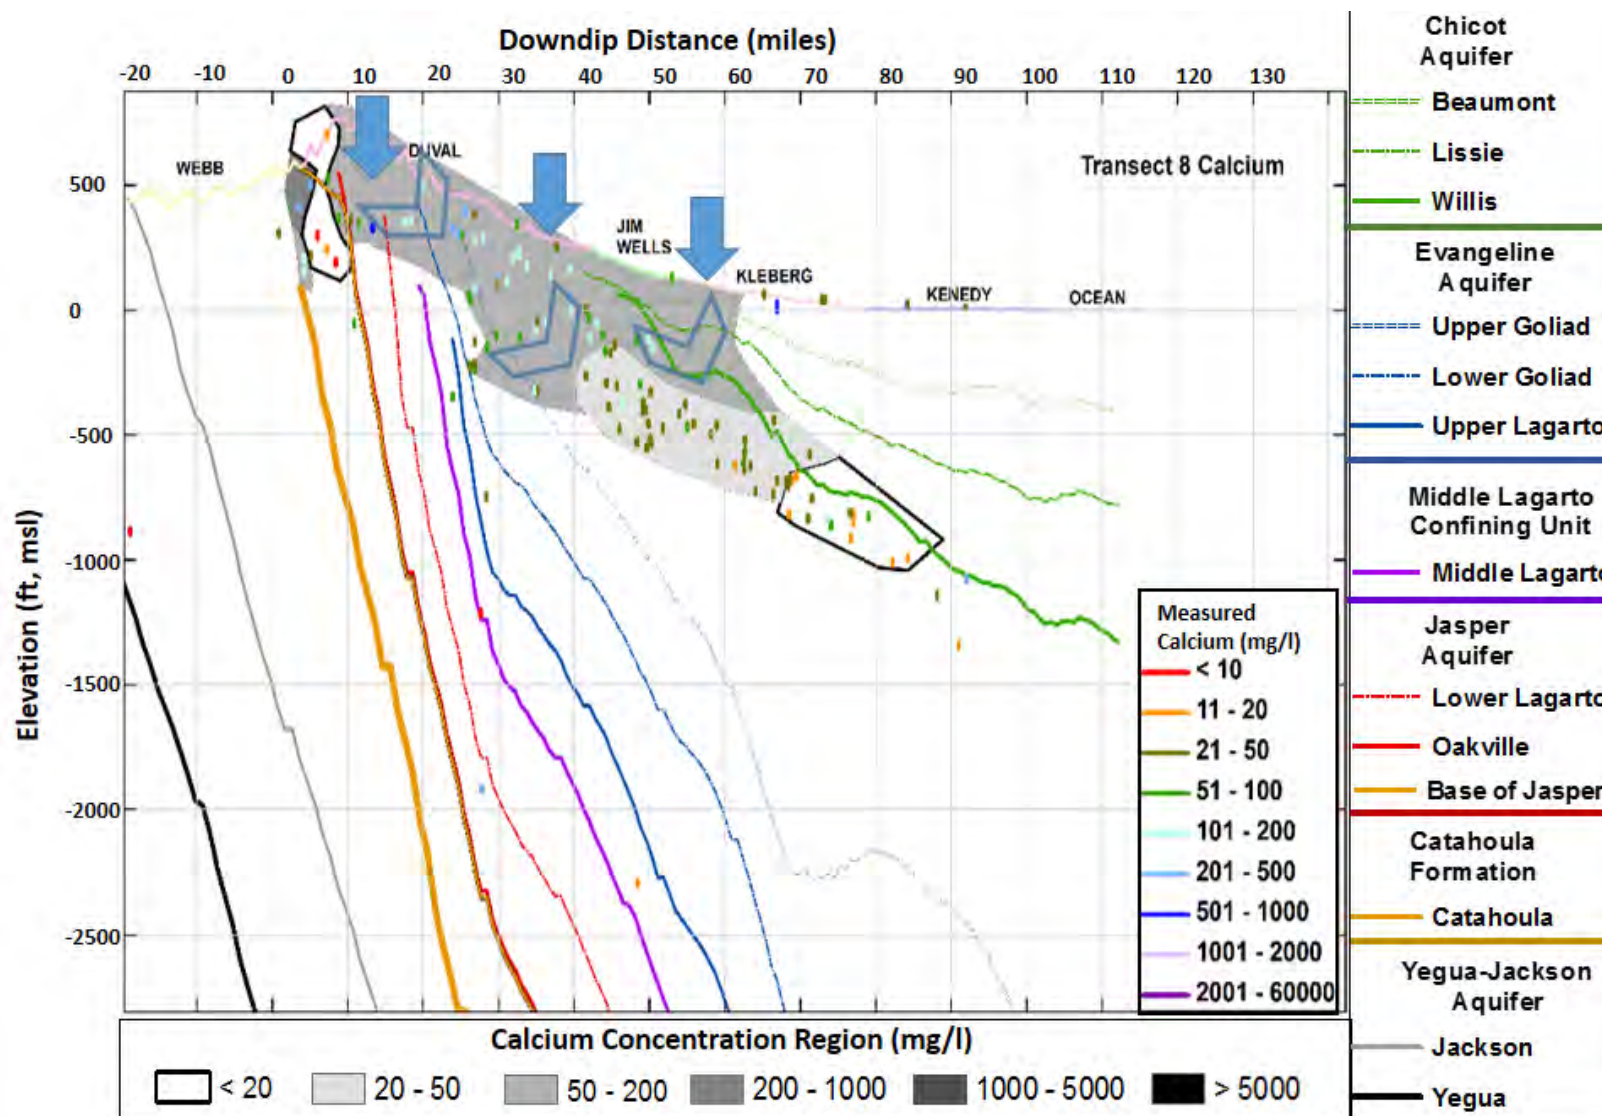 Downdip Distance (miles)
-20 -10 0 10 20 30 40 50 60 70 80 90 100 110 120 130
Transect 8 Calcium
WEBB
DUVAL
JIM
WELLS
KLEBERG
KENEDY
OCEAN
Elevation (ft, msl)
500
0
-500
-1000
-1500
-2000
-2500
Measured
Calcium (mg/l)
< 10
11 - 20
21 - 50
51 - 100
101 - 200
201 - 500
501 - 1000
1001 - 2000
2001 - 60000
Calcium Concentration Region (mg/l)
< 20 20 - 50 50 - 200 200 - 1000 1000 - 5000 > 5000
Chicot
Aquifer
Beaumont
Lissie
Willis
Evangeline
Aquifer
Upper Goliad
Lower Goliad
Upper Lagarto
Middle Lagarto
Confining Unit
Middle Lagarto
Jasper
Aquifer
Lower Lagarto
Oakville
Base of Jasper
Catahoula
Formation
Catahoula
Yegua-Jackson
Aquifer
Jackson
Yegua